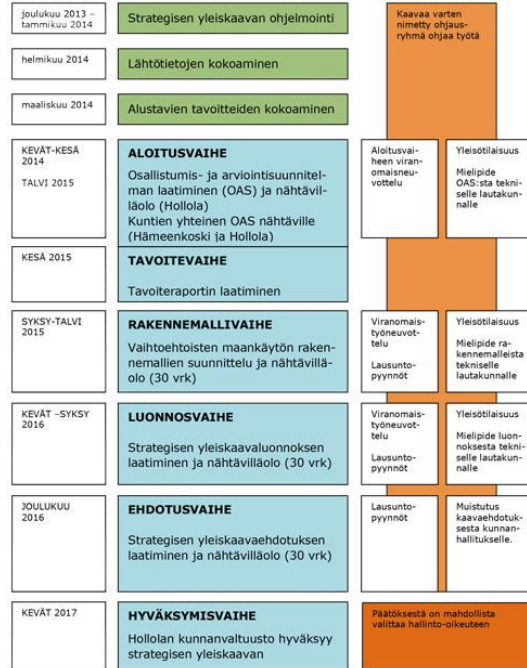 joulukuu 2013 –
tammikuu 2014
Strategisen yleiskaavan ohjelmointi
Kaavaa varten
nimetty ohjaus-
ryhmä ohjaa työtä
helmikuu 2014
Lähtötietojen kokoaminen
maaliskuu 2014
Alustavien tavoitteiden kokoaminen
KEVÄT-KESÄ
2014
TALVI 2015
ALOITUSVAIHE
Osallistumis- ja arviointisuunnitel-
man laatiminen (OAS) ja nähtävil-
läolo (Hollola)
Kuntien yhteinen OAS nähtäville
(Hämeenkoski ja Hollola)
Aloitusvai-
heen viran-
omaisneu-
vottelu
Yleisötilaisuus
Mielipide
OAS:sta tekni-
selle lautakun-
nalle
KESÄ 2015
TAVOITEVAIHE
Tavoiteraportin laatiminen
SYKSY-TALVI
2015
RAKENNEMALLIVAIHE
Vaihtoehtoisten maankäytön raken-
nemallien suunnittelu ja nähtävillä-
olo (30 vrk)
Viranomais-
työneuvot-
telu
Lausunto-
pyynnöt
Yleisötilaisuus
Mielipide ra-
kennemalleista
tekniselle
lautakunnalle
KEVÄT –SYKSY
2016
LUONNOSVAIHE
Strategisen yleiskaavaluonnoksen
laatiminen ja nähtävilläolo (30 vrk)
Viranomais-
työneuvot-
telu
Lausunto-
pyynnöt
Yleisötilaisuus
Mielipide luon-
noksesta tekni-
selle lautakun-
nalle
JOULUKUU
2016
EHDOTUSVAIHE
Strategisen yleiskaavaehdotuksen
laatiminen ja nähtävilläolo (30 vrk)
Lausunto-
pyynnöt
Muistutus
kaavaehdotuk-
sesta kunnan-
hallitukselle.
KEVÄT 2017
HYVÄKSYMISVAIHE
Hollolan kunnanvaltuusto hyväksyy
strategisen yleiskaavan
Päätöksestä on mahdollista
valittaa hallinto-oikeuteen